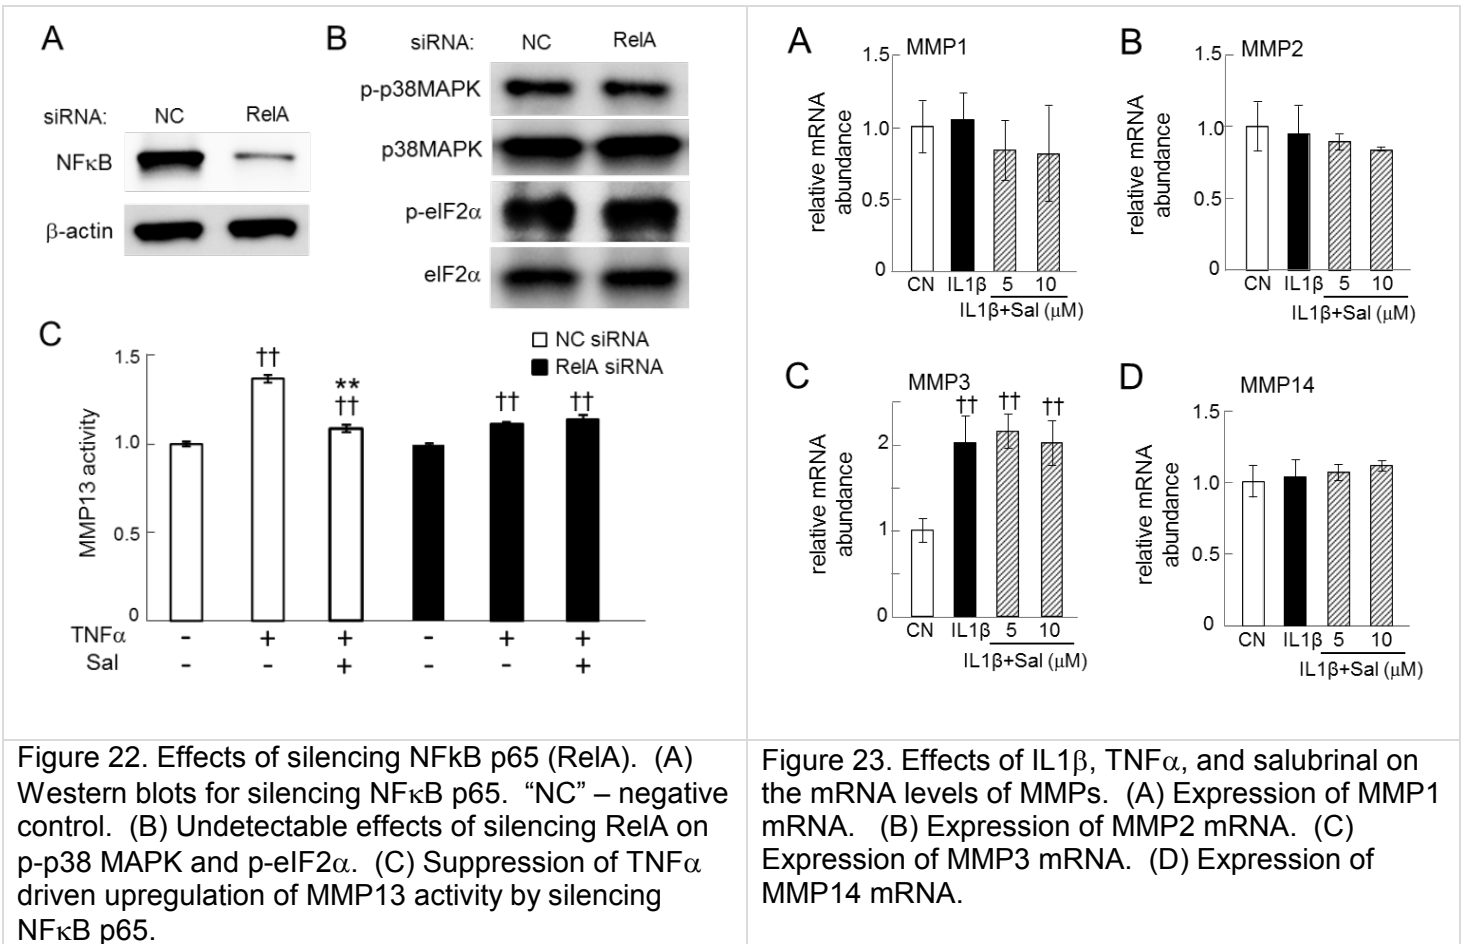 A
siRNA: NC RelA
NFκB
β-actin
B
siRNA: NC RelA
p-p38MAPK
p38MAPK
p-eIF2α
eIF2α
C
NC siRNA
RelA siRNA
MMP13 activity
1.5
1.0
0.5
0
††
**
††
††
††
TNFα - + + - + +
Sal - - + - - +
Figure 22. Effects of silencing NFkB p65 (RelA). (A)
Western blots for silencing NFκB p65. “NC” – negative
control. (B) Undetectable effects of silencing RelA on
p-p38 MAPK and p-eIF2α. (C) Suppression of TNFα
driven upregulation of MMP13 activity by silencing
NFκB p65.
A
MMP1
relative mRNA
abundance
1.5
1.0
0.5
0
CN IL1β 5 10
IL1β+Sal (μM)
B
MMP2
relative mRNA
abundance
1.5
1.0
0.5
0
CN IL1β 5 10
IL1β+Sal (μM)
C
MMP3
relative mRNA
abundance
2
1
0
†† †† ††
CN IL1β 5 10
IL1β+Sal (μM)
D
MMP14
relative mRNA
abundance
1.5
1.0
0.5
0
CN IL1β 5 10
IL1β+Sal (μM)
Figure 23. Effects of IL1β, TNFα, and salubrinal on
the mRNA levels of MMPs. (A) Expression of MMP1
mRNA. (B) Expression of MMP2 mRNA. (C)
Expression of MMP3 mRNA. (D) Expression of
MMP14 mRNA.